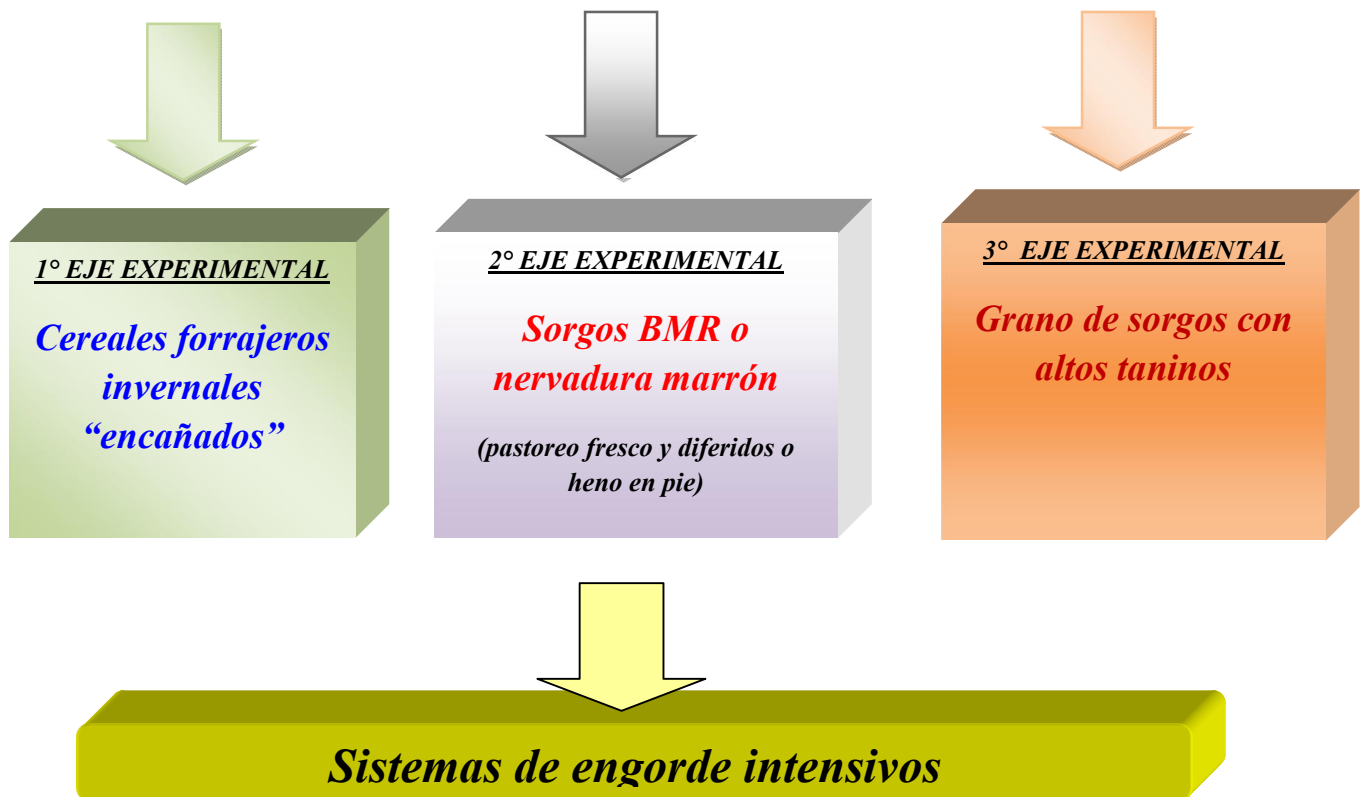 1° EJE EXPERIMENTAL
Cereales forrajeros
invernales
“encañados”
2° EJE EXPERIMENTAL
Sorgos BMR o
nervadura marrón
(pastoreo fresco y diferidos o
heno en pie)
3° EJE EXPERIMENTAL
Grano de sorgos con
altos taninos
Sistemas de engorde intensivos